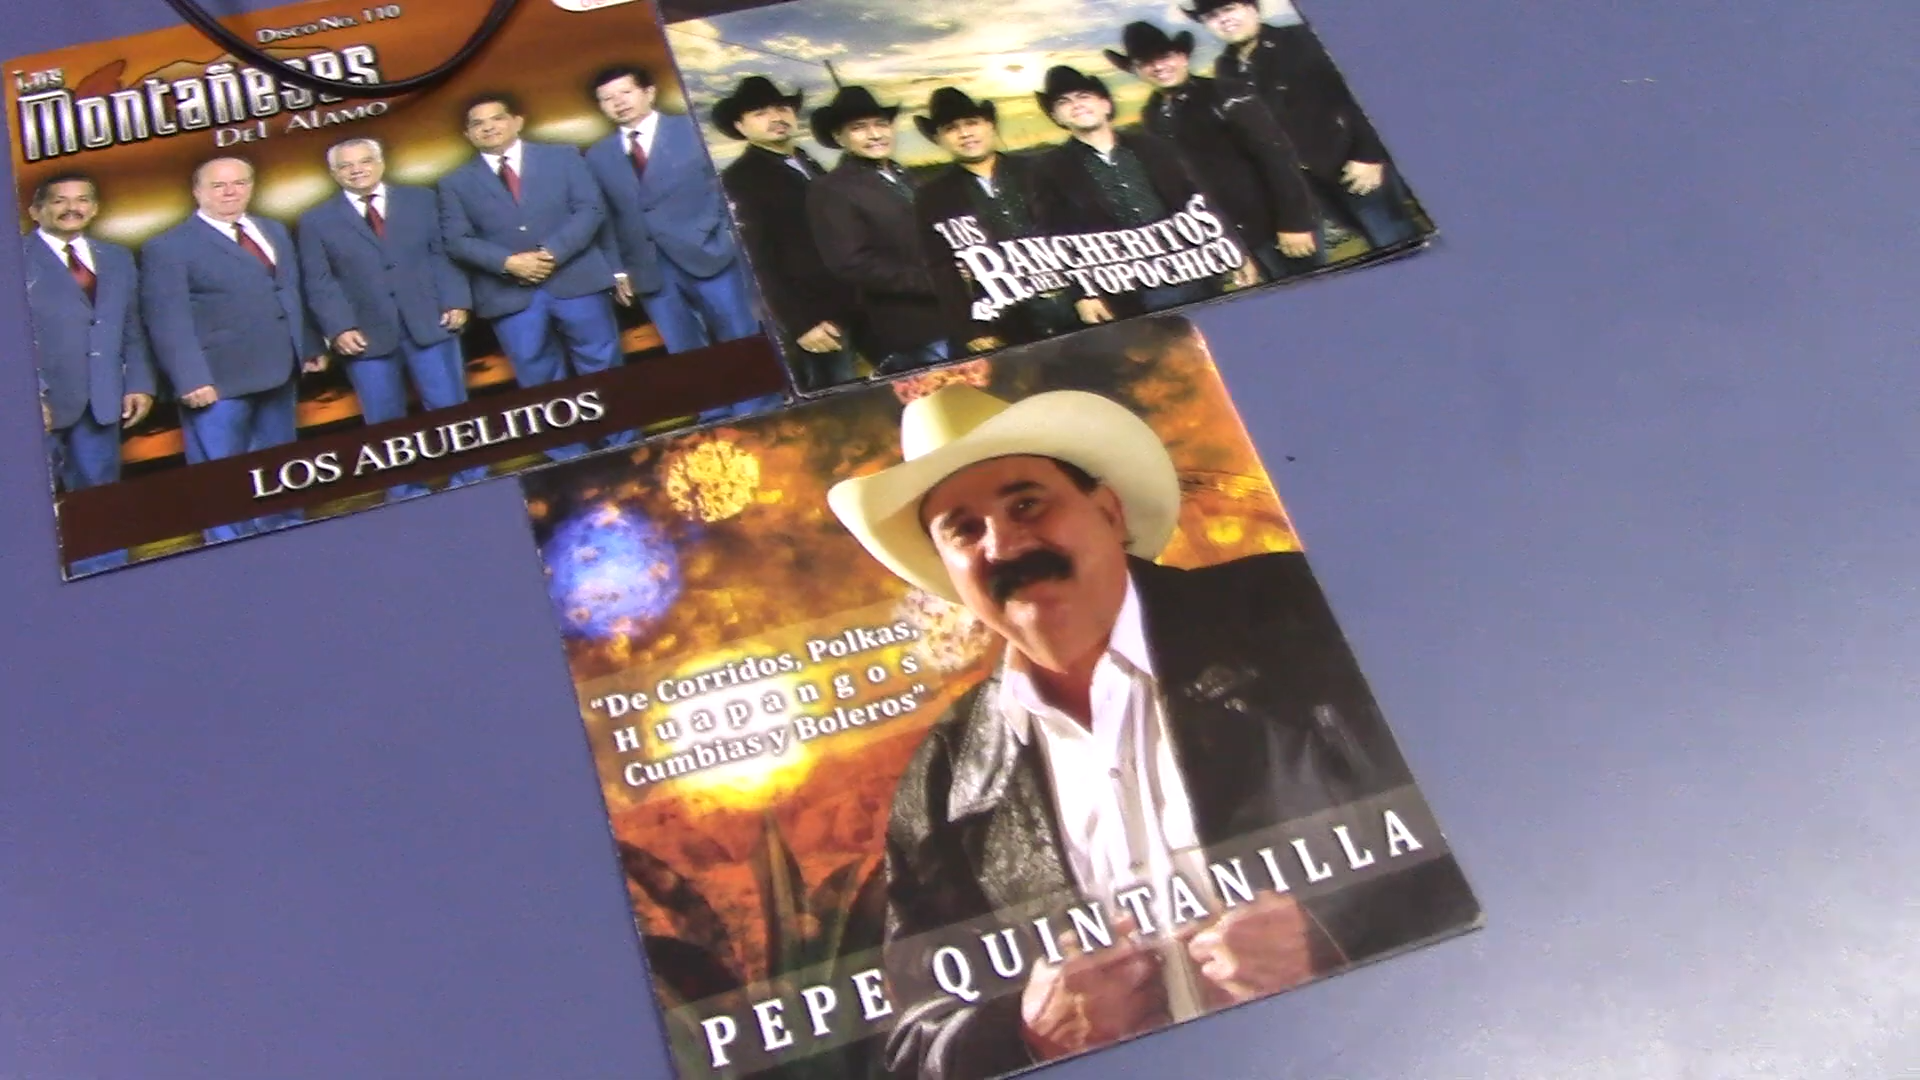 Disco No. 110
Los
Montañeses
Del Alamo
LOS ABUELITOS
LOS
RANCHERITOS
DEL TOPOCHICO
"De Corridos, Polkas,
Huapangos
Cumbias y Boleros"
PEPE QUINTANILLA